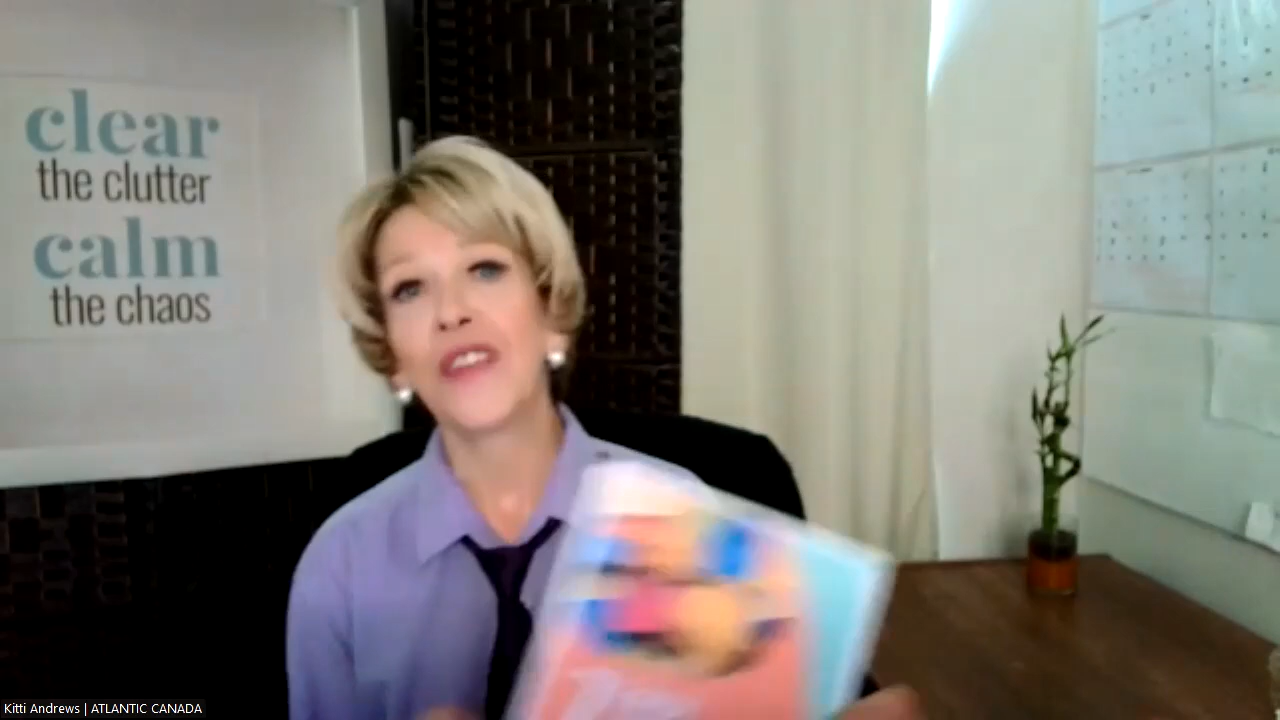 clear
the clutter
calm
the chaos
Kitti Andrews | ATLANTIC CANADA